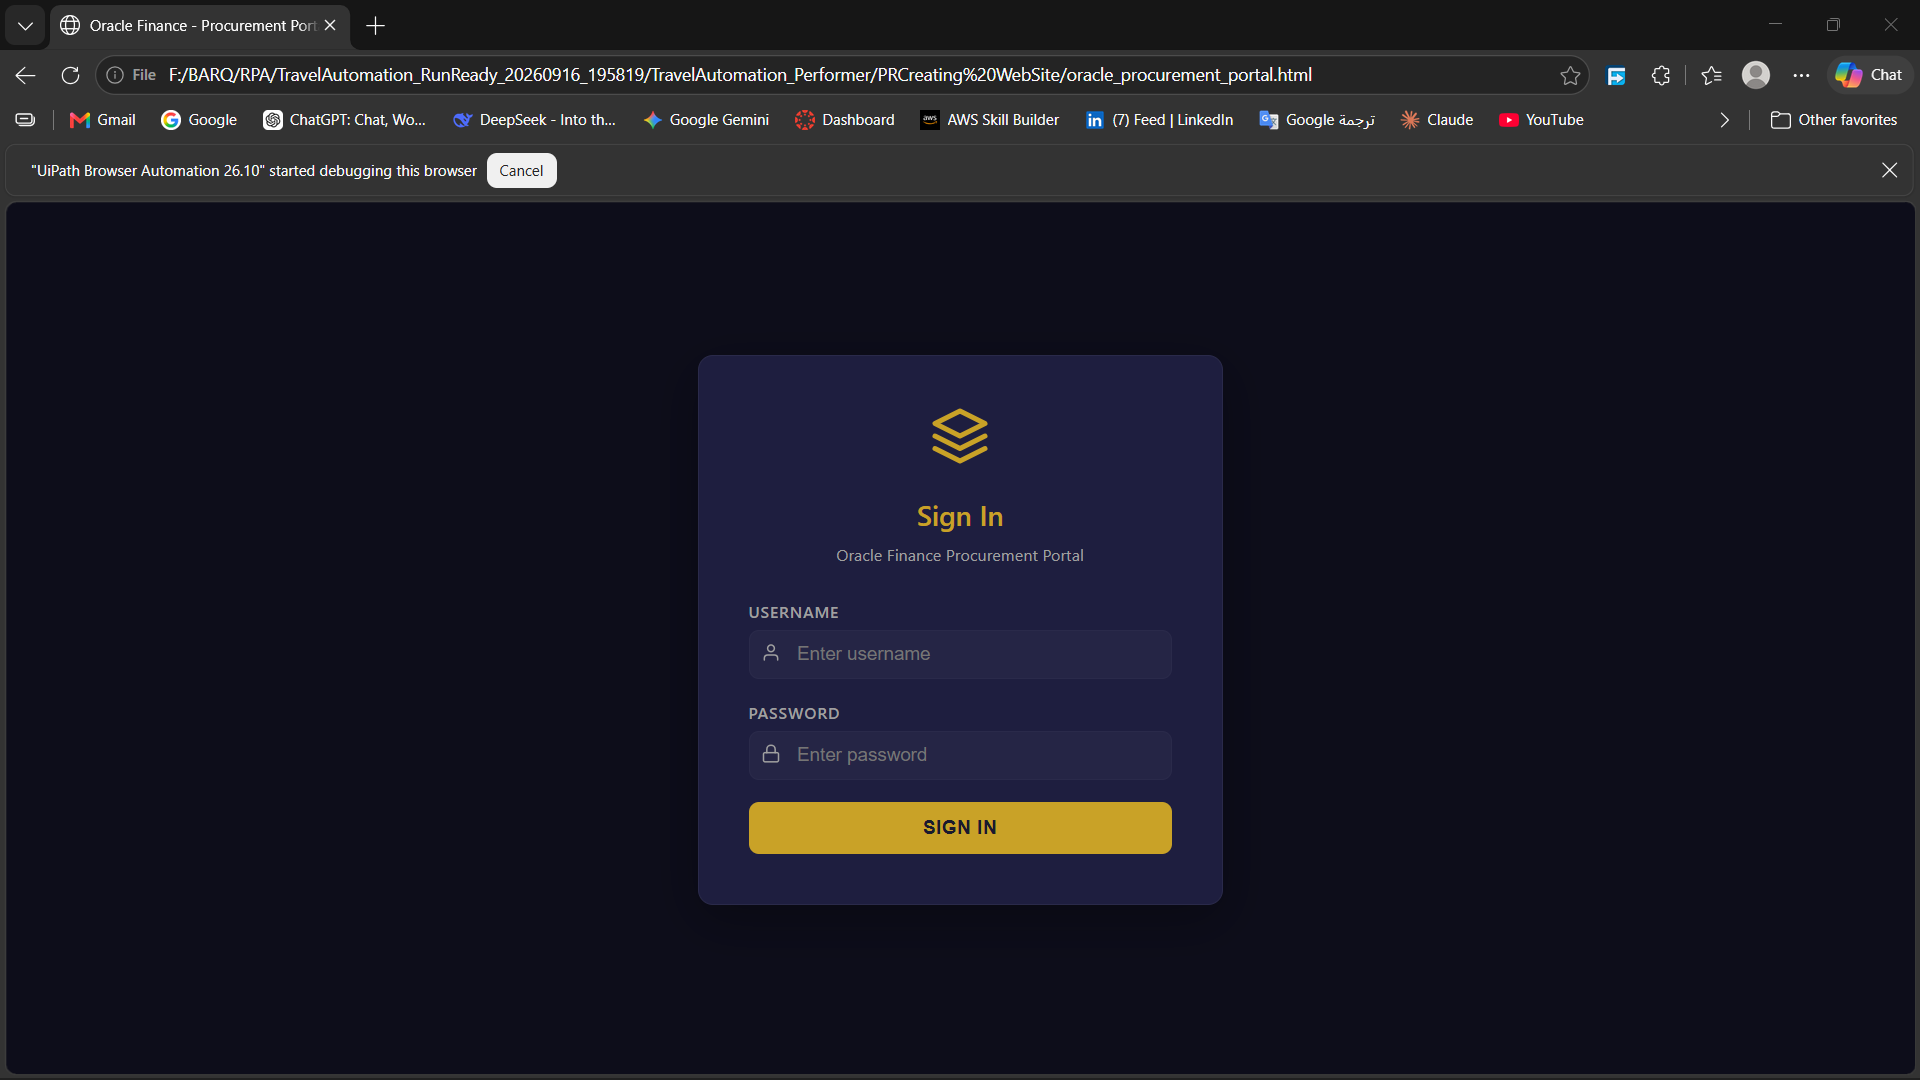 Oracle Finance - Procurement Port
File F:/BARQ/RPA/TravelAutomation_RunReady_20260916_195819/TravelAutomation_Performer/PRCreating%20WebSite/oracle_procurement_portal.html
Chat
Gmail
Google
ChatGPT: Chat, Wo...
DeepSeek - Into th...
Google Gemini
Dashboard
aws AWS Skill Builder
in (7) Feed | LinkedIn
Google ترجمة
Claude
YouTube
Other favorites
"UiPath Browser Automation 26.10" started debugging this browser
Cancel
Sign In
Oracle Finance Procurement Portal
USERNAME
Enter username
PASSWORD
Enter password
SIGN IN